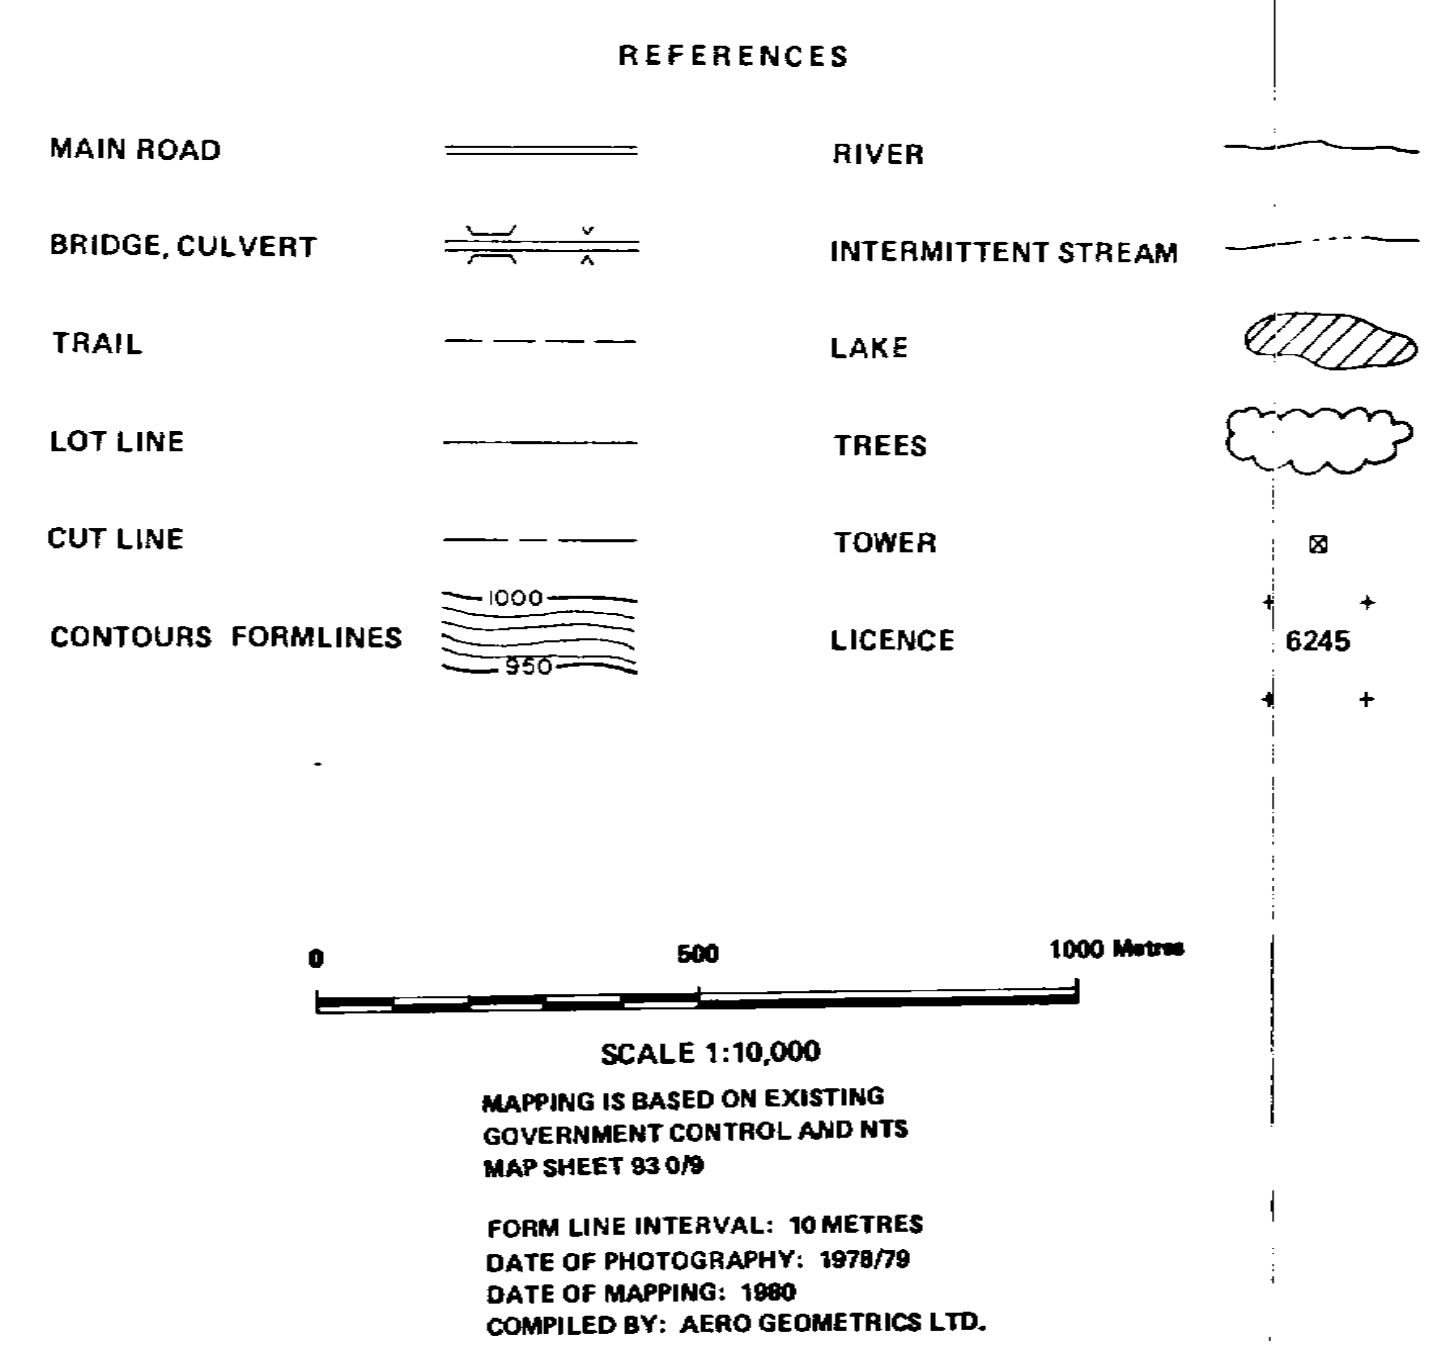 REFERENCES
MAIN ROAD
BRIDGE, CULVERT
TRAIL
LOT LINE
CUT LINE
CONTOURS FORMLINES
1000
950
RIVER
INTERMITTENT STREAM
LAKE
TREES
TOWER
LICENCE
6245
0 500 1000 Metres
SCALE 1:10,000
MAPPING IS BASED ON EXISTING
GOVERNMENT CONTROL AND NTS
MAP SHEET 93 O/9
FORM LINE INTERVAL: 10 METRES
DATE OF PHOTOGRAPHY: 1978/79
DATE OF MAPPING: 1980
COMPILED BY: AERO GEOMETRICS LTD.